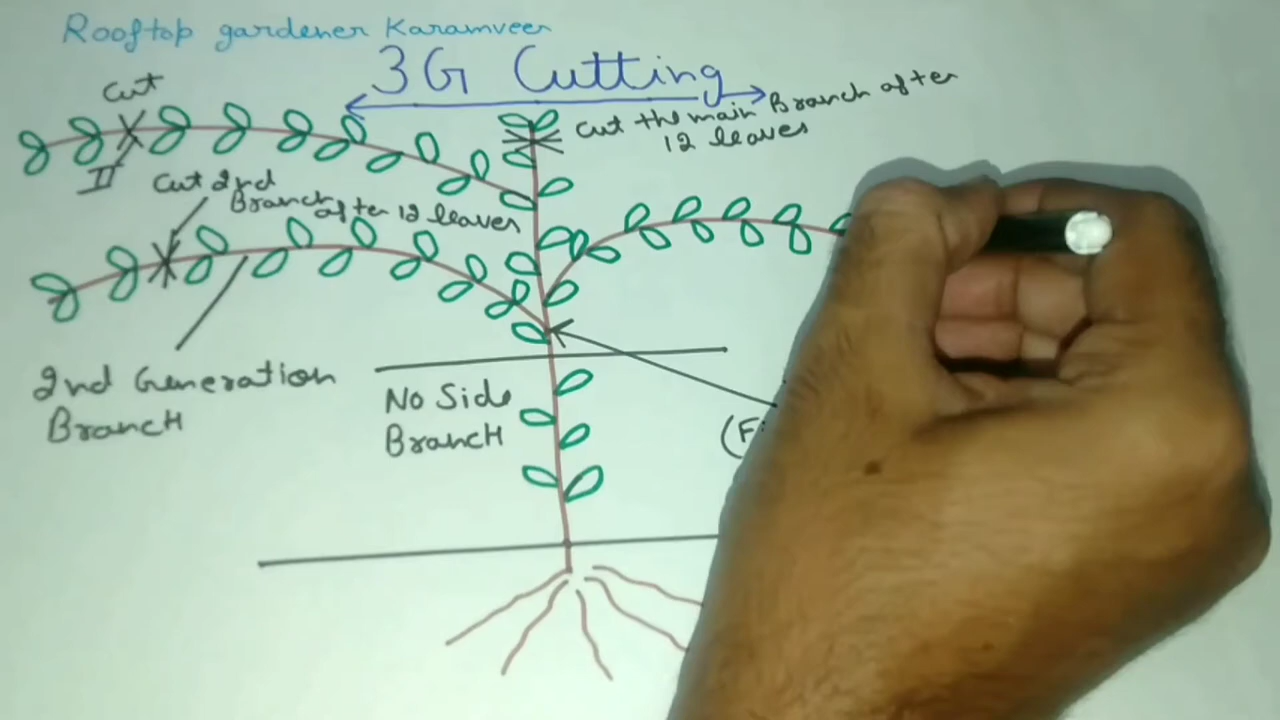 Rooftop gardener Karamveer
3G Cutting
Cut
Cut the main Branch after
12 leaves
II
Cut 2nd
Branch after 12 leaves
2nd Generation
Branch
No Side
Branch
(Fi